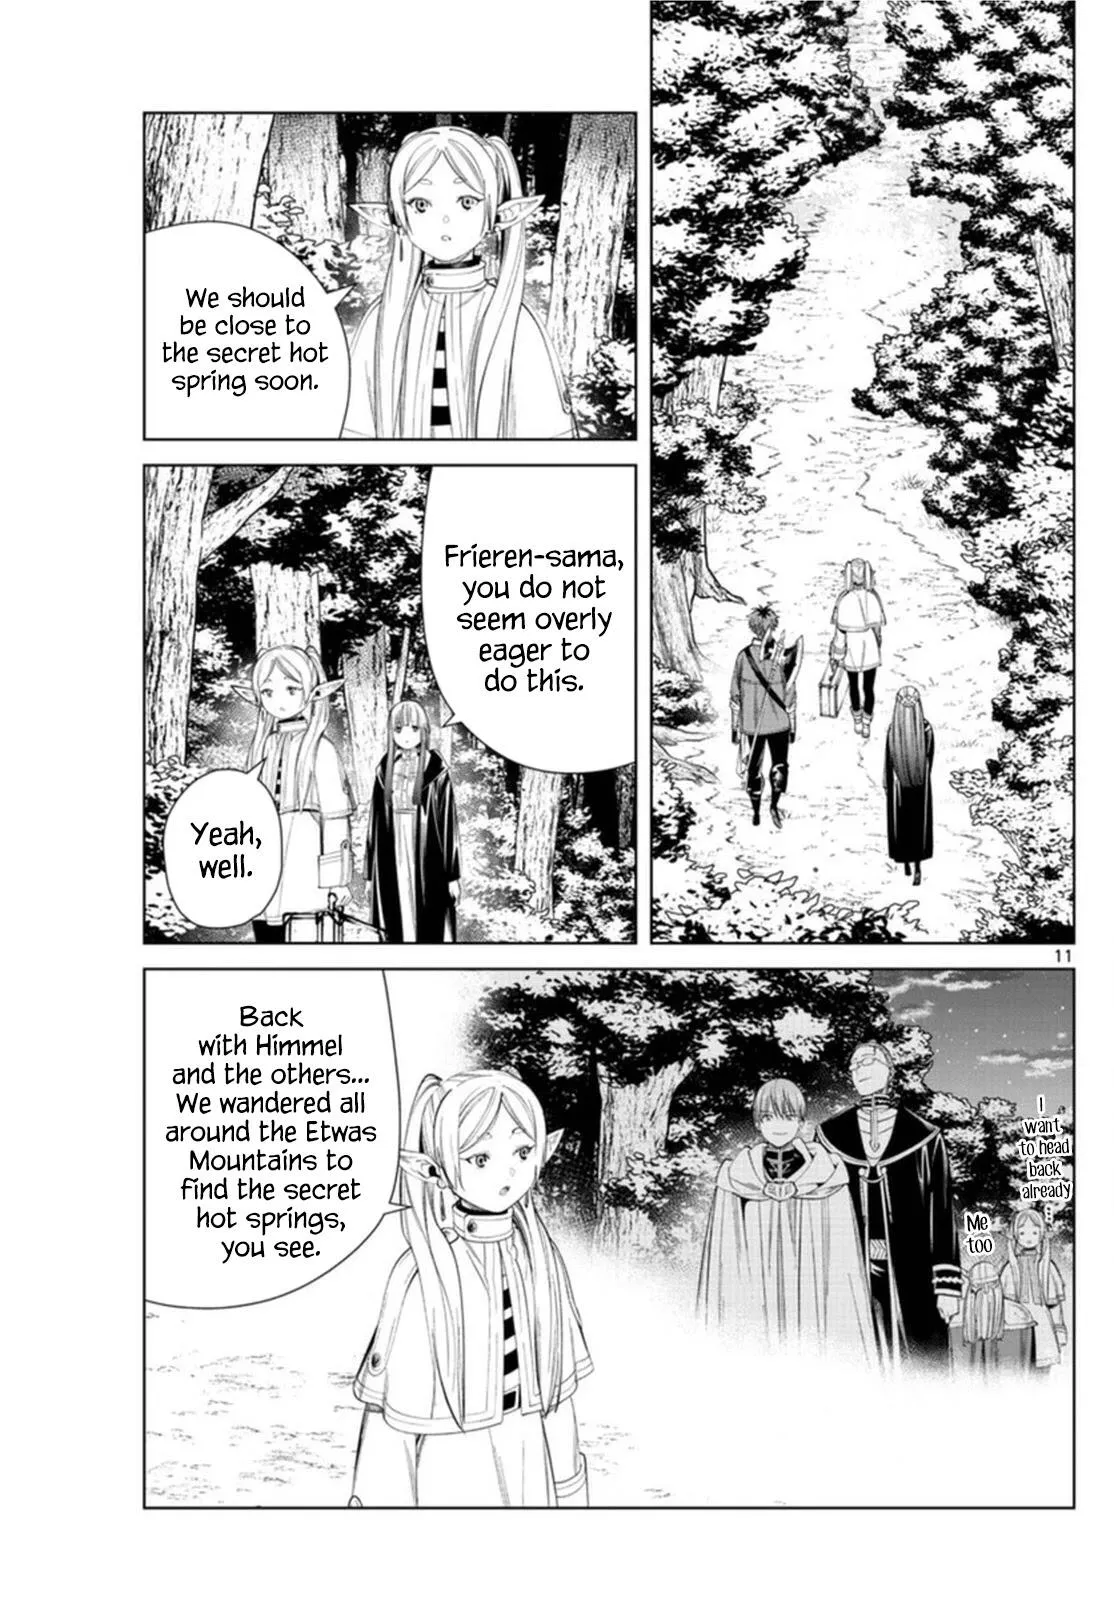 We should
be close to
the secret hot
spring soon.
Frieren-sama,
you do not
seem overly
eager to
do this.
Yeah,
well.
11
Back
with Himmel
and the others...
We wandered all
around the Etwas
Mountains to
find the secret
hot springs,
you see.
I
want
to head
back
already
......
Me
too